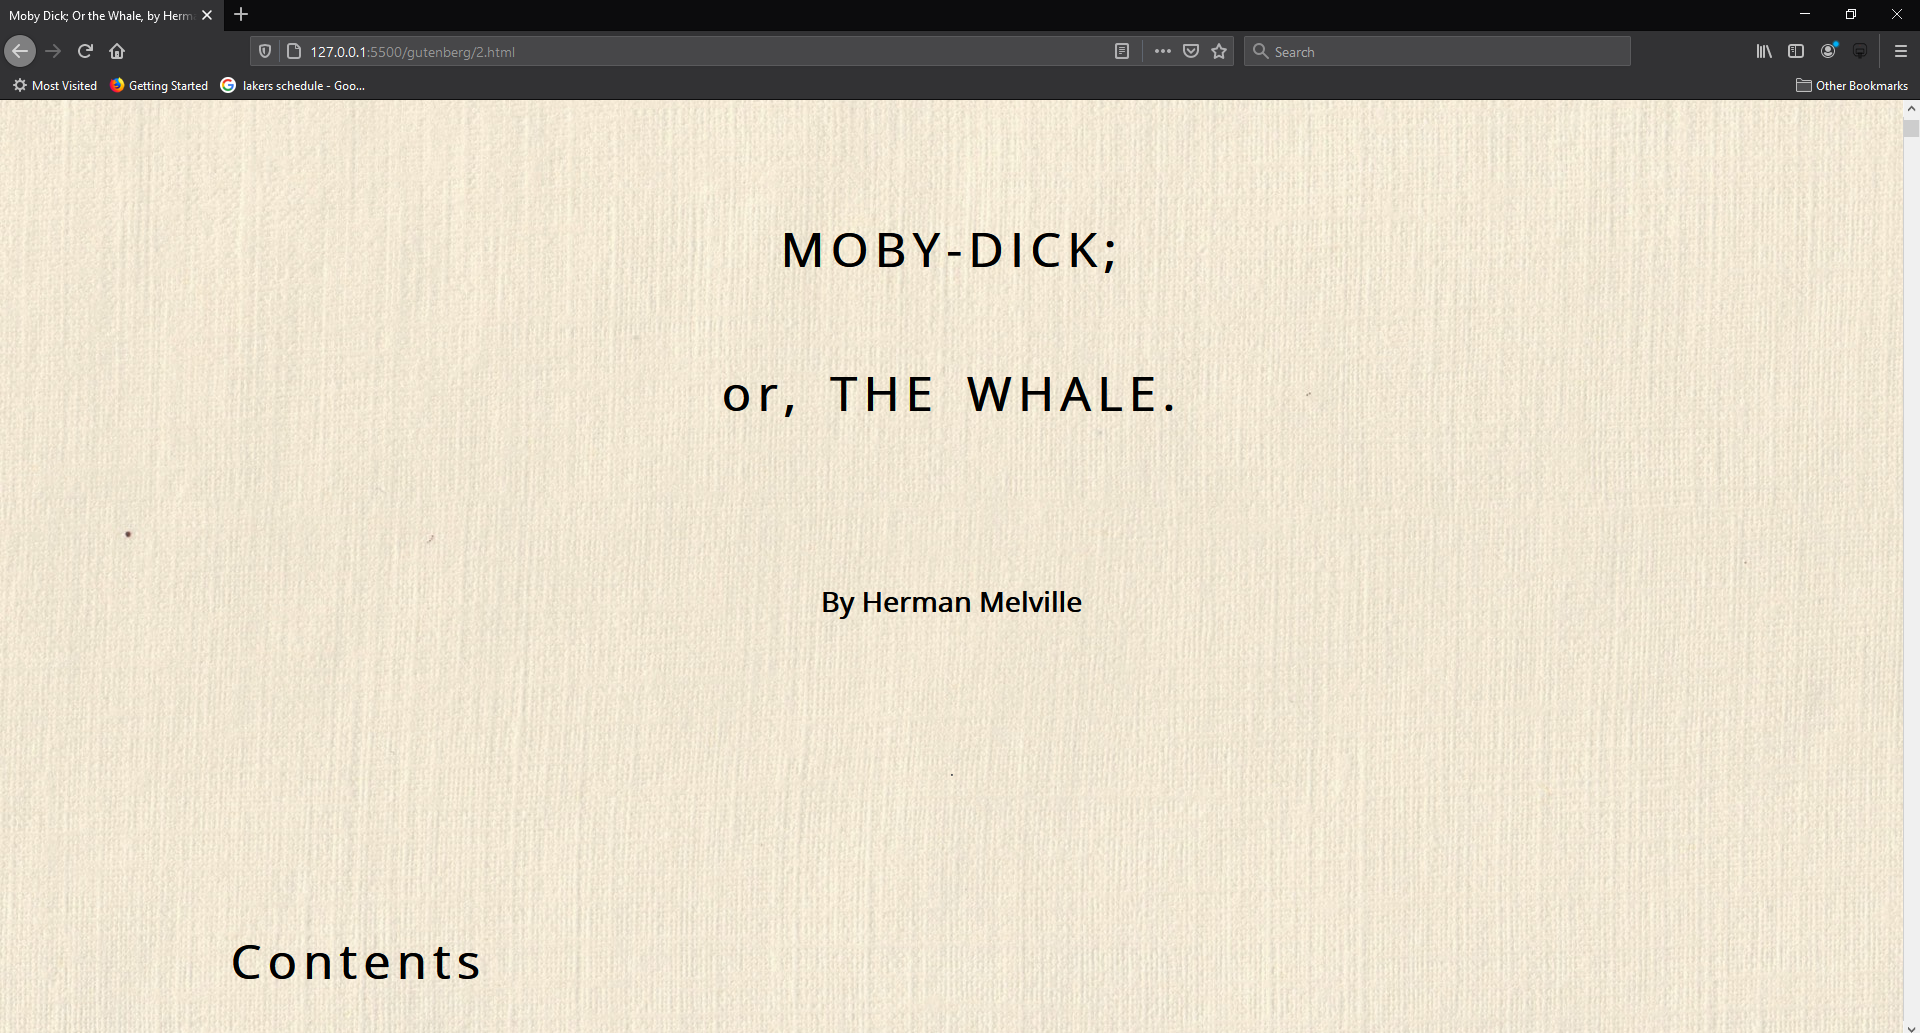 Moby Dick; Or the Whale, by Herm
127.0.0.1:5500/gutenberg/2.html
Search
Most Visited
Getting Started
lakers schedule - Goo...
Other Bookmarks
MOBY-DICK;
or, THE WHALE.
By Herman Melville
Contents